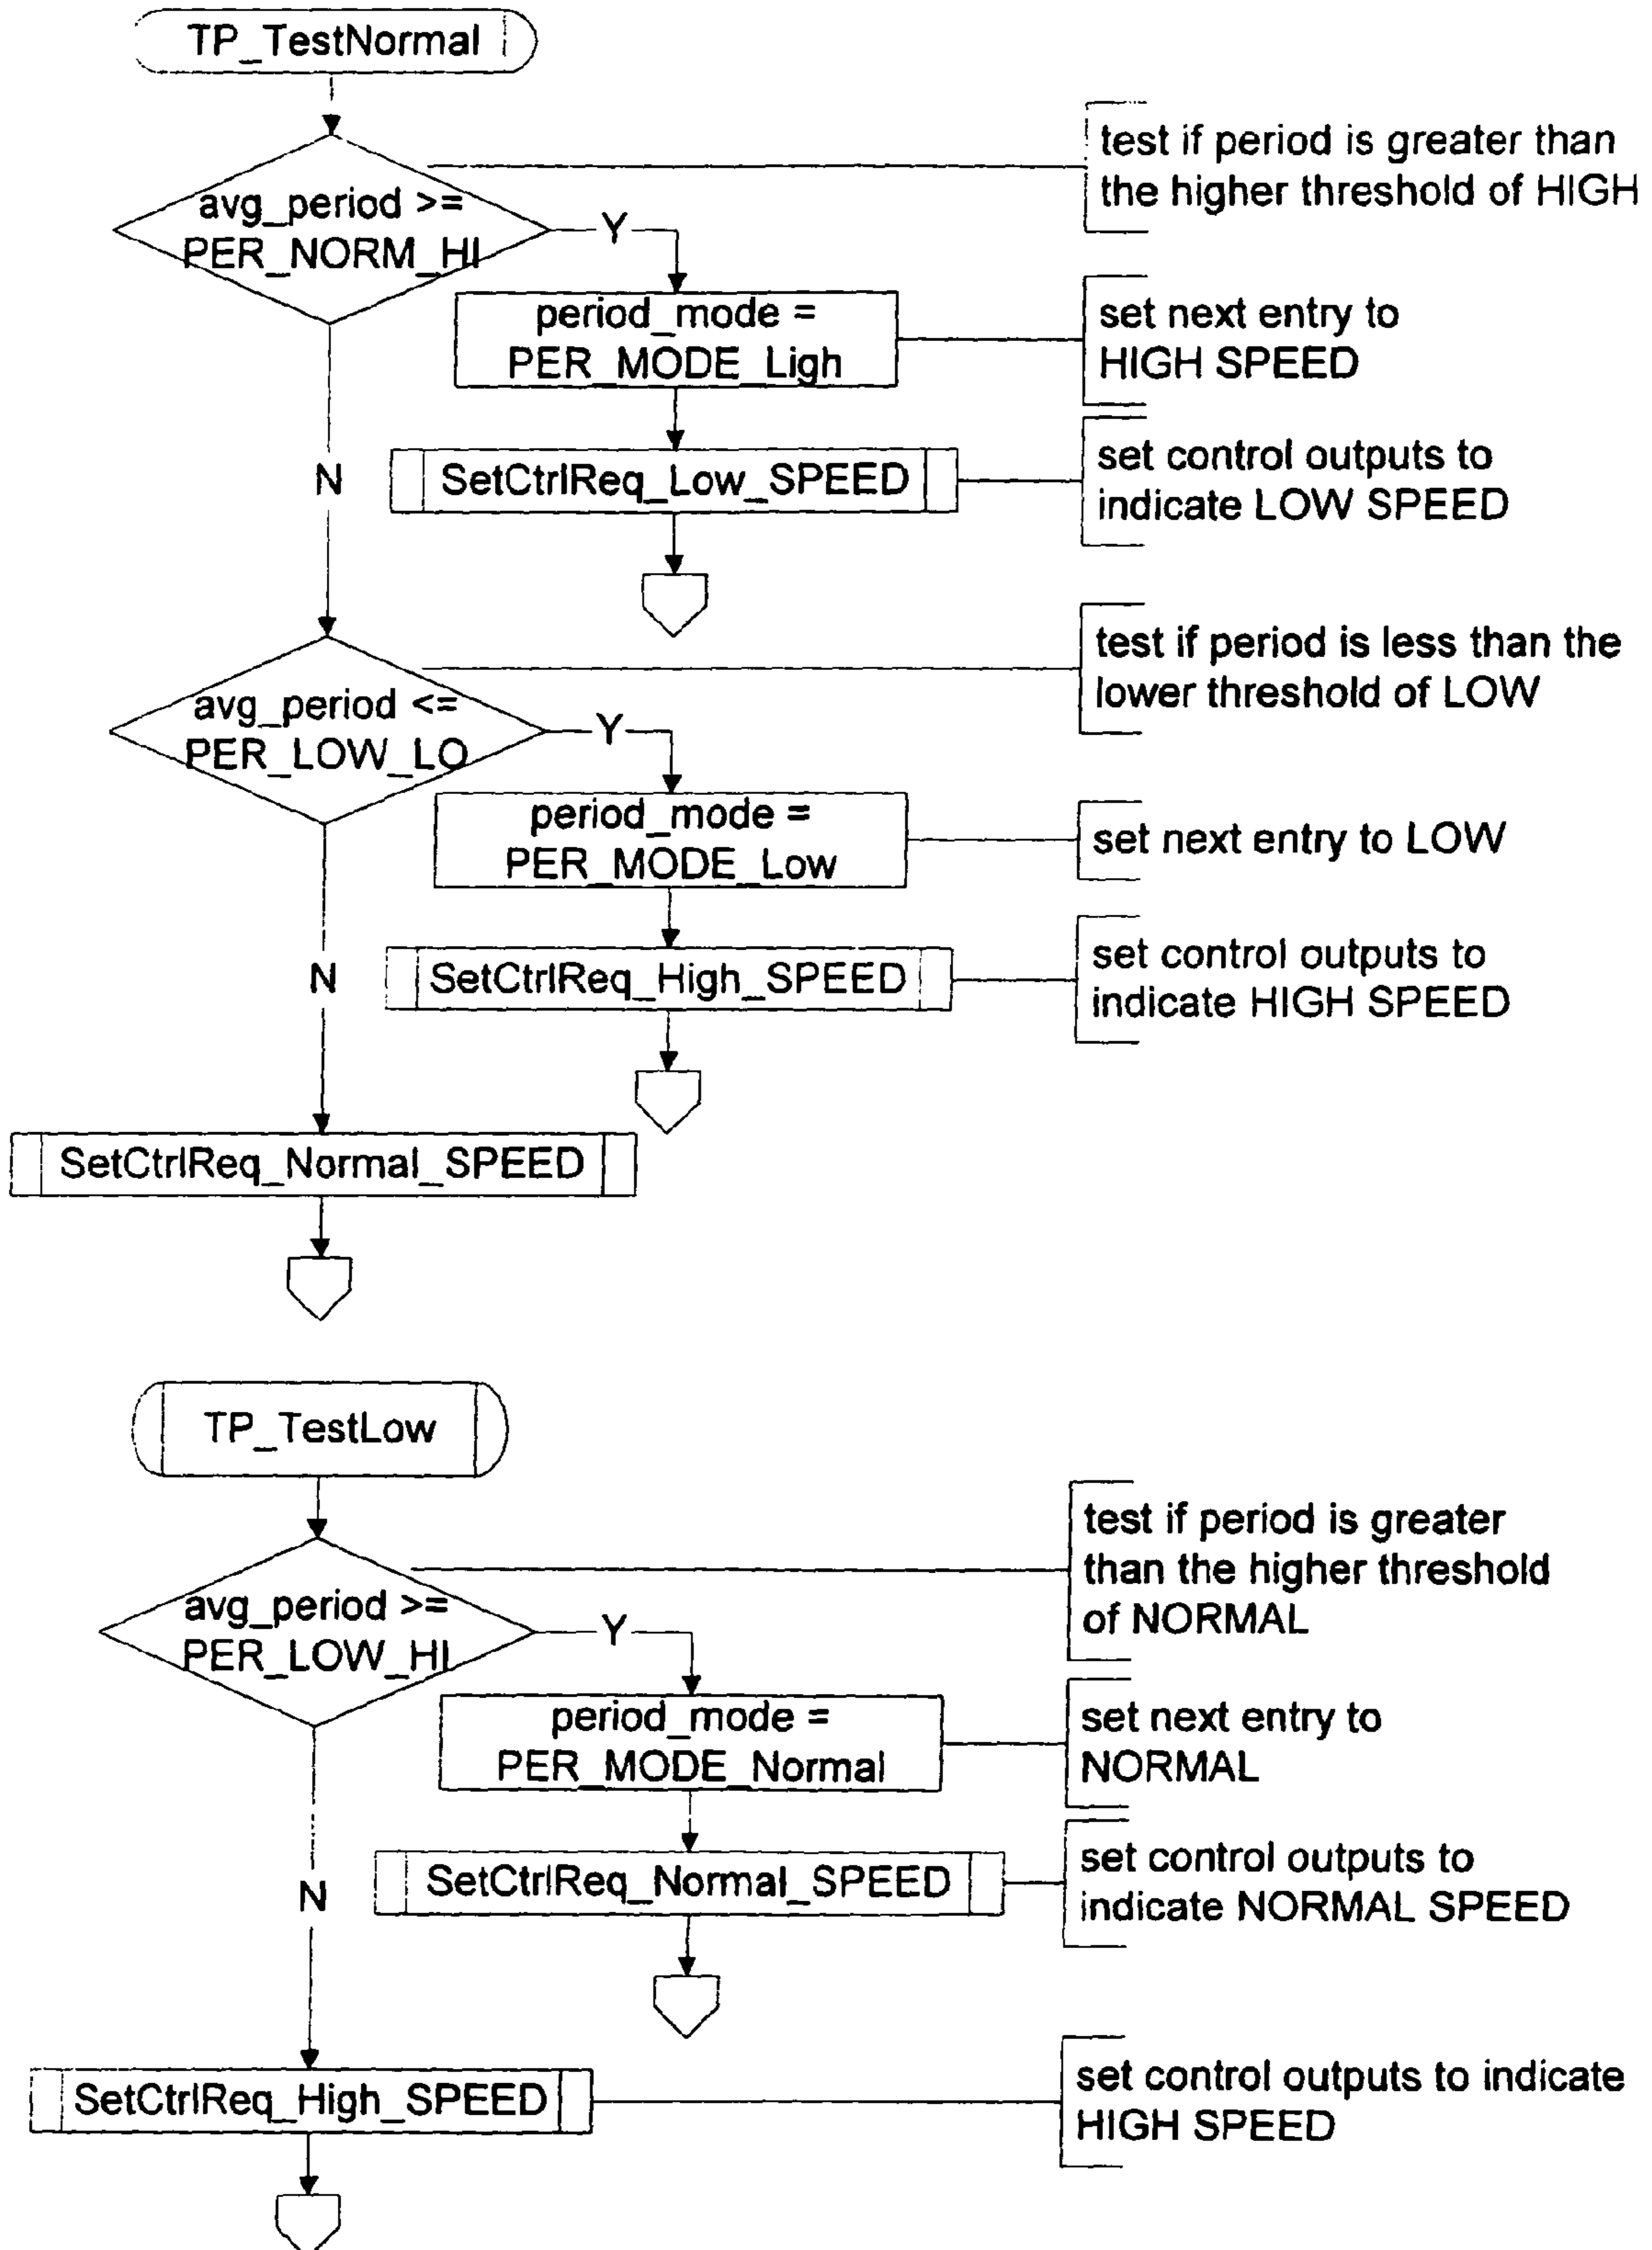 TP_TestNormal
test if period is greater than
the higher threshold of HIGH
avg_period >=
PER_NORM_HI
Y
period_mode =
PER_MODE_Ligh
set next entry to
HIGH SPEED
N
SetCtrlReq_Low_SPEED
set control outputs to
indicate LOW SPEED
test if period is less than the
lower threshold of LOW
avg_period <=
PER_LOW_LO
Y
period_mode =
PER_MODE_Low
set next entry to LOW
N
SetCtrlReq_High_SPEED
set control outputs to
indicate HIGH SPEED
SetCtrlReq_Normal_SPEED
TP_TestLow
test if period is greater
than the higher threshold
of NORMAL
avg_period >=
PER_LOW_HI
Y
period_mode =
PER_MODE_Normal
set next entry to
NORMAL
N
SetCtrlReq_Normal_SPEED
set control outputs to
indicate NORMAL SPEED
SetCtrlReq_High_SPEED
set control outputs to indicate
HIGH SPEED